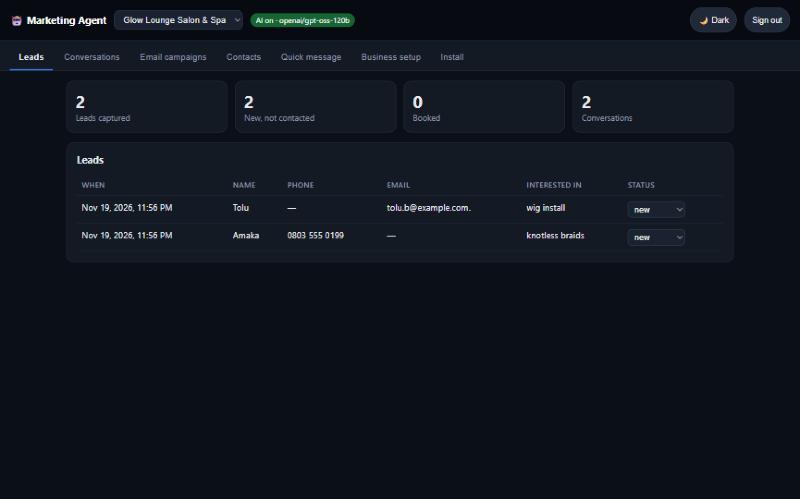 Marketing Agent Glow Lounge Salon & Spa AI on · openai/gpt-oss-120b 🌙 Dark Sign out
Leads Conversations Email campaigns Contacts Quick message Business setup Install
2 2 0 2
Leads captured New, not contacted Booked Conversations
Leads
WHEN NAME PHONE EMAIL INTERESTED IN STATUS
Nov 19, 2026, 11:56 PM Tolu — tolu.b@example.com. wig install new
Nov 19, 2026, 11:56 PM Amaka 0803 555 0199 — knotless braids new